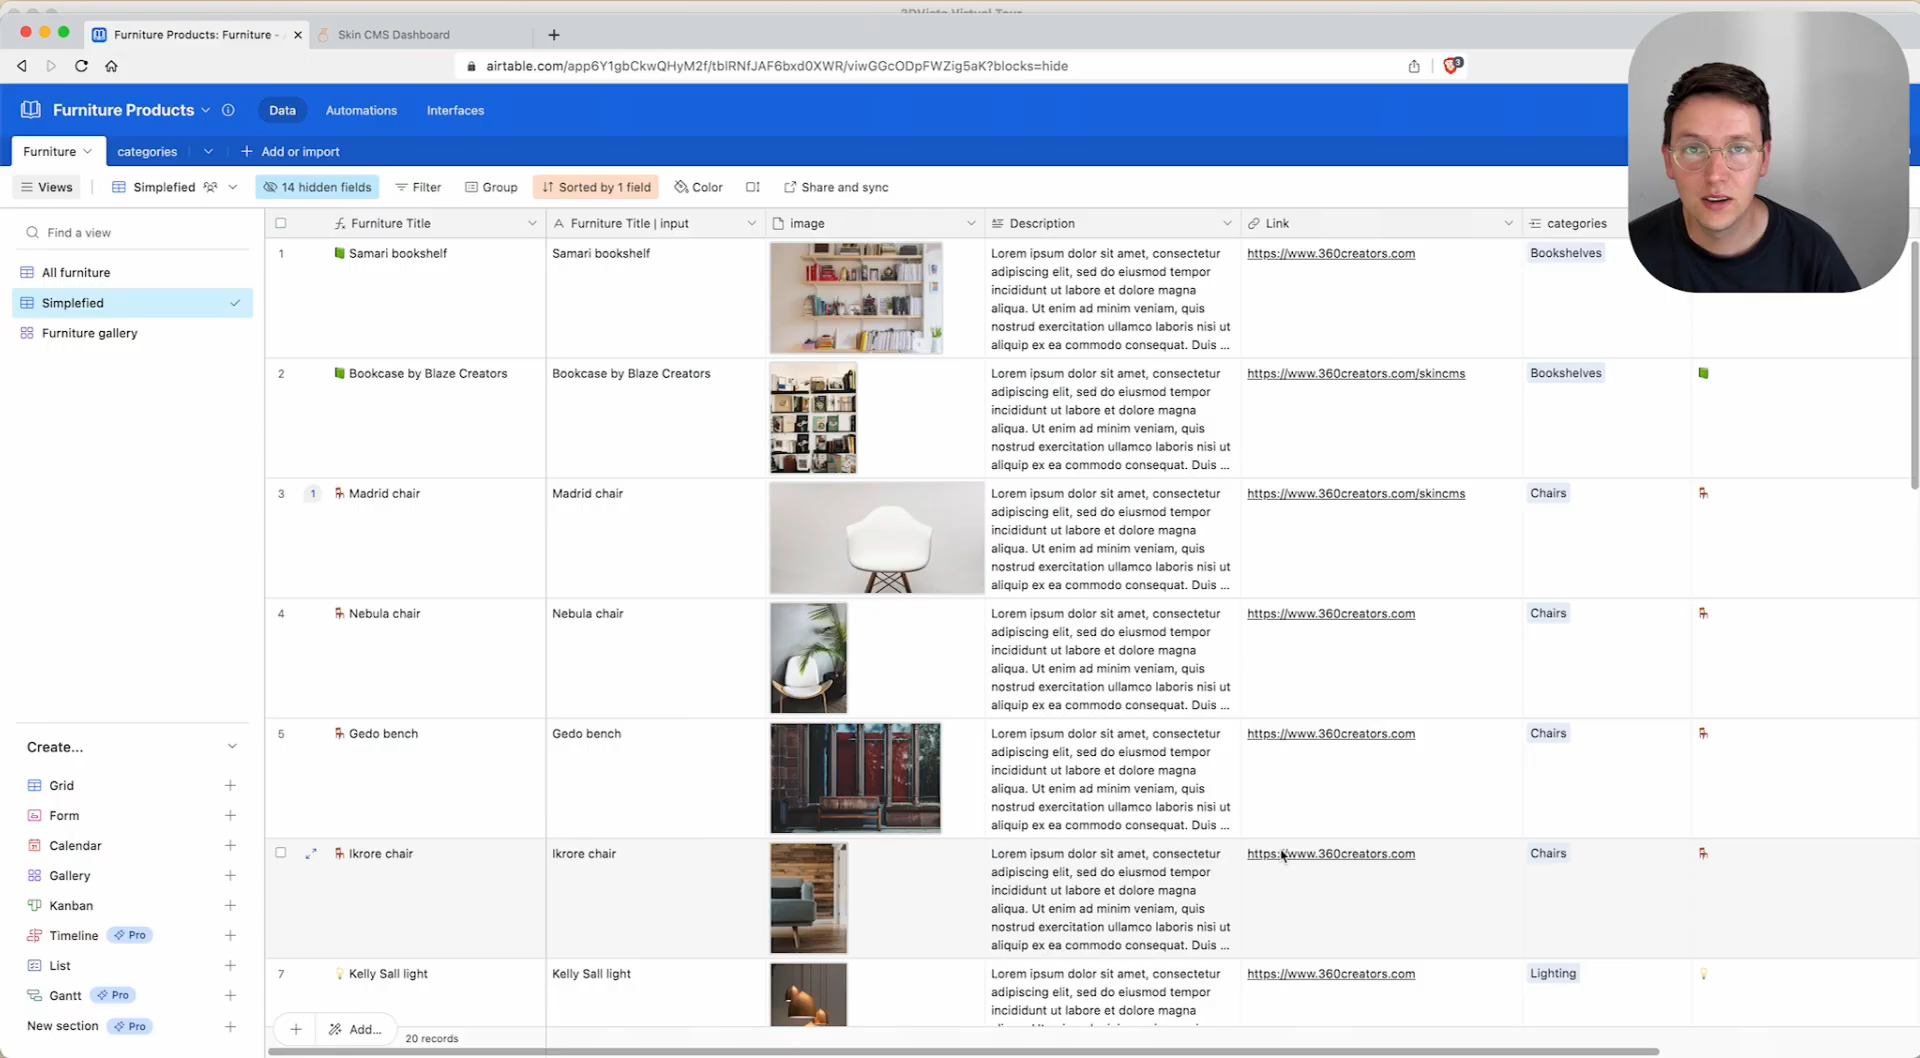 3DVista Virtual Tour
Furniture Products: Furniture -
Skin CMS Dashboard
airtable.com/app6Y1gbCkwQHyM2f/tblRNfJAF6bxd0XWR/viwGGcODpFWZig5aK?blocks=hide
3
Furniture Products
Data
Automations
Interfaces
Furniture
categories
Add or import
Views
Simplefied
14 hidden fields
Filter
Group
Sorted by 1 field
Color
Share and sync
Find a view
All furniture
Simplefied
Furniture gallery
Create...
Grid
Form
Calendar
Gallery
Kanban
Timeline Pro
List
Gantt Pro
New section Pro
Furniture Title
Furniture Title | input
image
Description
Link
categories
1
Samari bookshelf
Samari bookshelf
Lorem ipsum dolor sit amet, consectetur
adipiscing elit, sed do eiusmod tempor
incididunt ut labore et dolore magna
aliqua. Ut enim ad minim veniam, quis
nostrud exercitation ullamco laboris nisi ut
aliquip ex ea commodo consequat. Duis ...
https://www.360creators.com
Bookshelves
2
Bookcase by Blaze Creators
Bookcase by Blaze Creators
Lorem ipsum dolor sit amet, consectetur
adipiscing elit, sed do eiusmod tempor
incididunt ut labore et dolore magna
aliqua. Ut enim ad minim veniam, quis
nostrud exercitation ullamco laboris nisi ut
aliquip ex ea commodo consequat. Duis ...
https://www.360creators.com/skincms
Bookshelves
3
1
Madrid chair
Madrid chair
Lorem ipsum dolor sit amet, consectetur
adipiscing elit, sed do eiusmod tempor
incididunt ut labore et dolore magna
aliqua. Ut enim ad minim veniam, quis
nostrud exercitation ullamco laboris nisi ut
aliquip ex ea commodo consequat. Duis ...
https://www.360creators.com/skincms
Chairs
4
Nebula chair
Nebula chair
Lorem ipsum dolor sit amet, consectetur
adipiscing elit, sed do eiusmod tempor
incididunt ut labore et dolore magna
aliqua. Ut enim ad minim veniam, quis
nostrud exercitation ullamco laboris nisi ut
aliquip ex ea commodo consequat. Duis ...
https://www.360creators.com
Chairs
5
Gedo bench
Gedo bench
Lorem ipsum dolor sit amet, consectetur
adipiscing elit, sed do eiusmod tempor
incididunt ut labore et dolore magna
aliqua. Ut enim ad minim veniam, quis
nostrud exercitation ullamco laboris nisi ut
aliquip ex ea commodo consequat. Duis ...
https://www.360creators.com
Chairs
Ikrore chair
Ikrore chair
Lorem ipsum dolor sit amet, consectetur
adipiscing elit, sed do eiusmod tempor
incididunt ut labore et dolore magna
aliqua. Ut enim ad minim veniam, quis
nostrud exercitation ullamco laboris nisi ut
aliquip ex ea commodo consequat. Duis ...
https://www.360creators.com
Chairs
7
Kelly Sall light
Kelly Sall light
Lorem ipsum dolor sit amet, consectetur
adipiscing elit, sed do eiusmod tempor
incididunt ut labore et dolore magna
https://www.360creators.com
Lighting
Add...
20 records